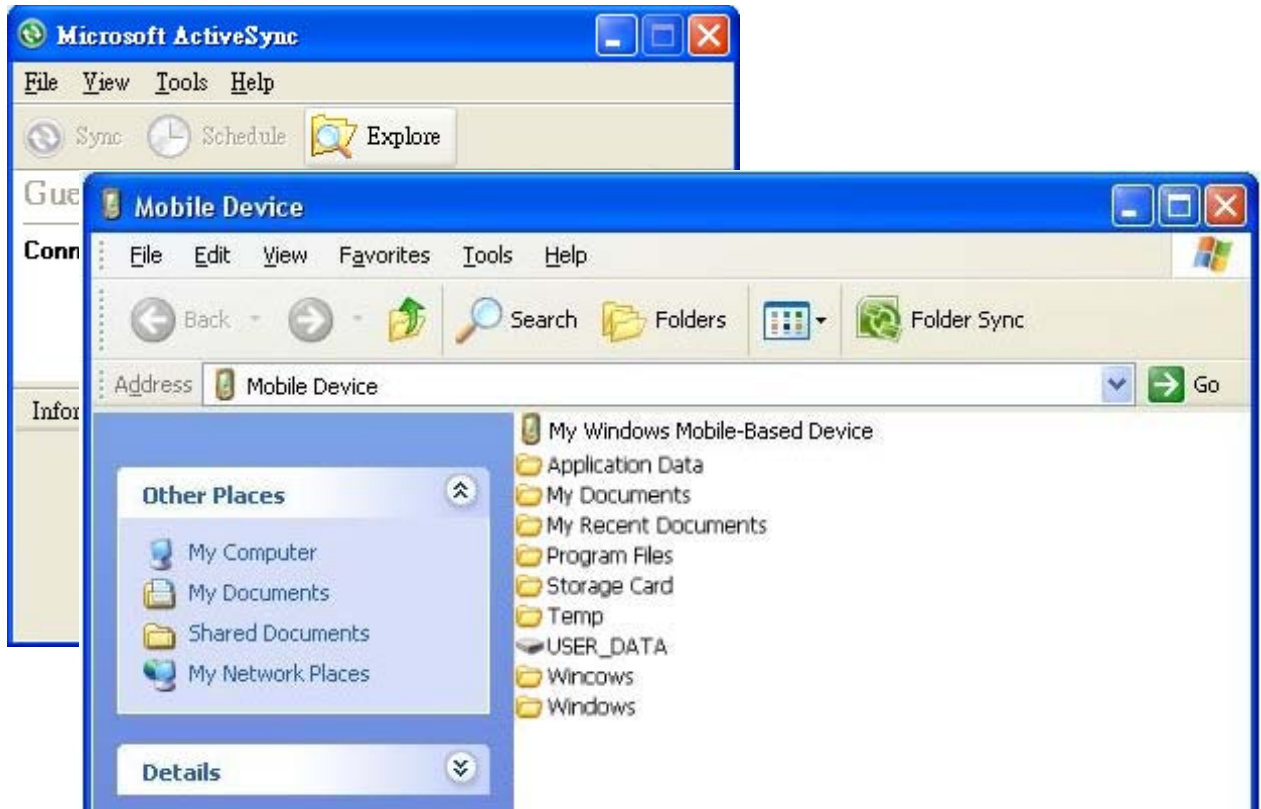 Microsoft ActiveSync
File View Tools Help
Sync Schedule Explore
Gue
Conn
Infor
Mobile Device
File Edit View Favorites Tools Help
Back Search Folders Folder Sync
Address Mobile Device Go
Other Places
My Computer
My Documents
Shared Documents
My Network Places
Details
My Windows Mobile-Based Device
Application Data
My Documents
My Recent Documents
Program Files
Storage Card
Temp
USER_DATA
Wincows
Windows